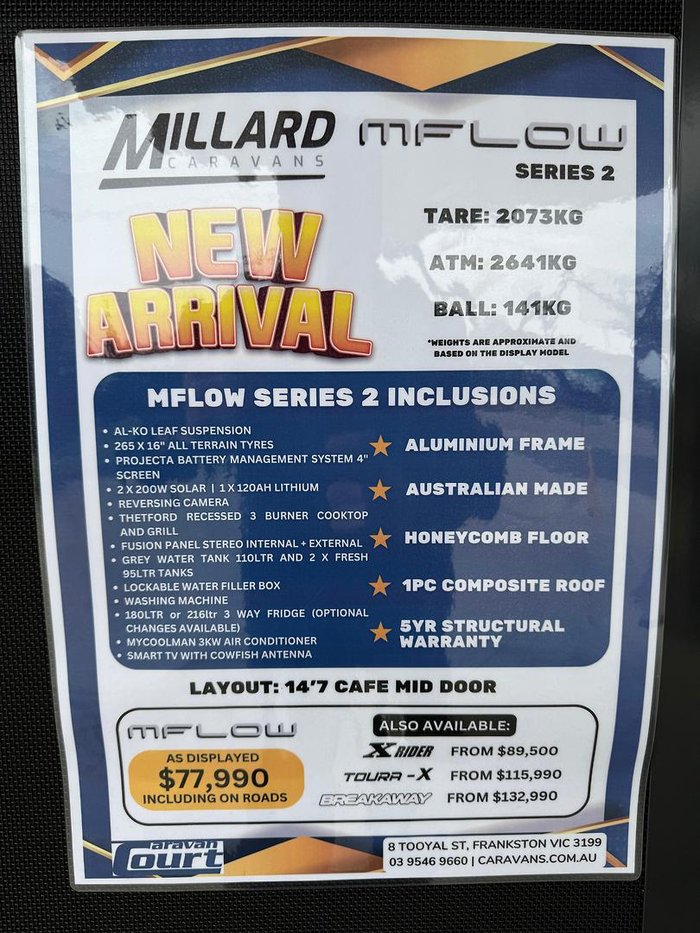 MILLARD
CARAVANS
MFLOW
SERIES 2
NEW
ARRIVAL
TARE: 2073KG
ATM: 2641KG
BALL: 141KG
*WEIGHTS ARE APPROXIMATE AND
BASED ON THE DISPLAY MODEL
MFLOW SERIES 2 INCLUSIONS
• AL-KO LEAF SUSPENSION
• 265 X 16" ALL TERRAIN TYRES
• PROJECTA BATTERY MANAGEMENT SYSTEM 4"
SCREEN
• 2 X 200W SOLAR | 1 X 120AH LITHIUM
• REVERSING CAMERA
• THETFORD RECESSED 3 BURNER COOKTOP
AND GRILL
• FUSION PANEL STEREO INTERNAL + EXTERNAL
• GREY WATER TANK 110LTR AND 2 X FRESH
95LTR TANKS
• LOCKABLE WATER FILLER BOX
• WASHING MACHINE
• 180LTR or 216ltr 3 WAY FRIDGE (OPTIONAL
CHANGES AVAILABLE)
• MYCOOLMAN 3KW AIR CONDITIONER
• SMART TV WITH COWFISH ANTENNA
ALUMINIUM FRAME
AUSTRALIAN MADE
HONEYCOMB FLOOR
1PC COMPOSITE ROOF
5YR STRUCTURAL
WARRANTY
LAYOUT: 14'7 CAFE MID DOOR
MFLOW
AS DISPLAYED
$77,990
INCLUDING ON ROADS
ALSO AVAILABLE:
X RIDER FROM $89,500
TOURA-X FROM $115,990
BREAKAWAY FROM $132,990
Caravan
Court
8 TOOYAL ST, FRANKSTON VIC 3199
03 9546 9660 | CARAVANS.COM.AU